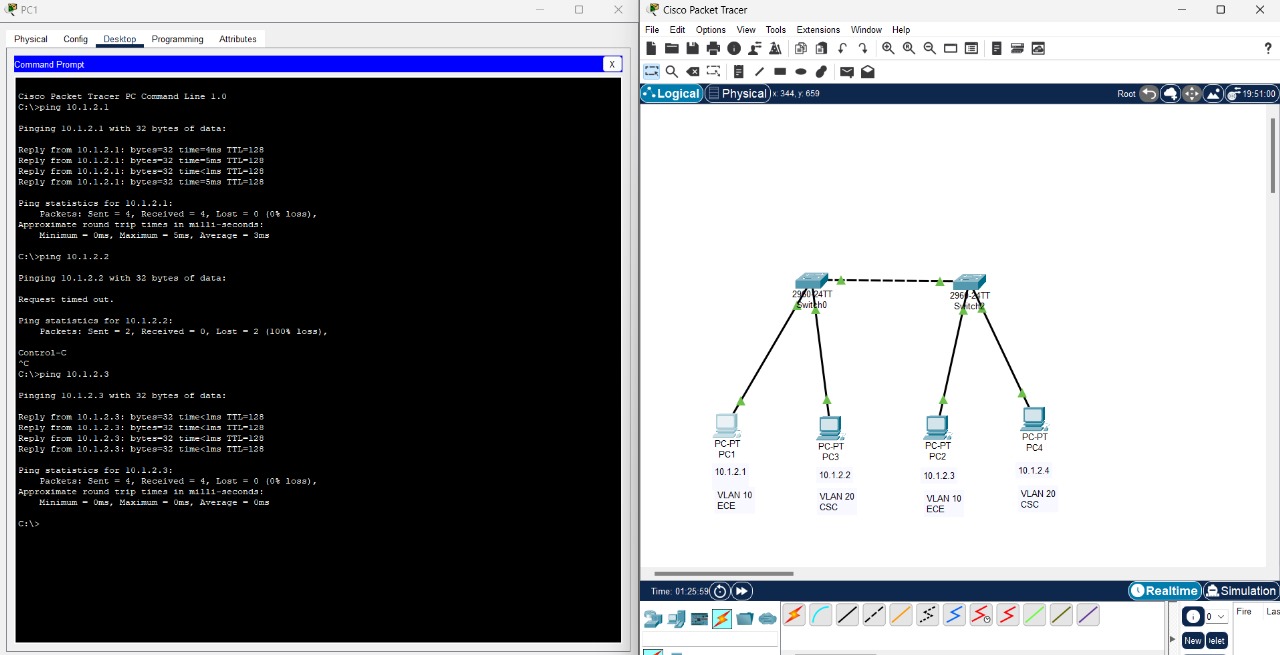 PC1
Physical Config Desktop Programming Attributes
Command Prompt
X
Cisco Packet Tracer PC Command Line 1.0
C:\>ping 10.1.2.1
Pinging 10.1.2.1 with 32 bytes of data:
Reply from 10.1.2.1: bytes=32 time=4ms TTL=128
Reply from 10.1.2.1: bytes=32 time=5ms TTL=128
Reply from 10.1.2.1: bytes=32 time<1ms TTL=128
Reply from 10.1.2.1: bytes=32 time=5ms TTL=128
Ping statistics for 10.1.2.1:
Packets: Sent = 4, Received = 4, Lost = 0 (0% loss),
Approximate round trip times in milli-seconds:
Minimum = 0ms, Maximum = 5ms, Average = 3ms
C:\>ping 10.1.2.2
Pinging 10.1.2.2 with 32 bytes of data:
Request timed out.
Ping statistics for 10.1.2.2:
Packets: Sent = 2, Received = 0, Lost = 2 (100% loss),
Control-C
^C
C:\>ping 10.1.2.3
Pinging 10.1.2.3 with 32 bytes of data:
Reply from 10.1.2.3: bytes=32 time<1ms TTL=128
Reply from 10.1.2.3: bytes=32 time<1ms TTL=128
Reply from 10.1.2.3: bytes=32 time<1ms TTL=128
Reply from 10.1.2.3: bytes=32 time<1ms TTL=128
Ping statistics for 10.1.2.3:
Packets: Sent = 4, Received = 4, Lost = 0 (0% loss),
Approximate round trip times in milli-seconds:
Minimum = 0ms, Maximum = 0ms, Average = 0ms
C:\>
Cisco Packet Tracer
File Edit Options View Tools Extensions Window Help
Logical Physical x: 344, y: 659 Root 19:51:00
2960-24TT
Switch0
2960-24TT
PC-PT
PC1
10.1.2.1
VLAN 10
ECE
PC-PT
PC3
10.1.2.2
VLAN 20
CSC
PC-PT
PC2
10.1.2.3
VLAN 10
ECE
PC-PT
PC4
10.1.2.4
VLAN 20
CSC
Time: 01:25:59 Realtime Simulation
0 Fire Las
New elet